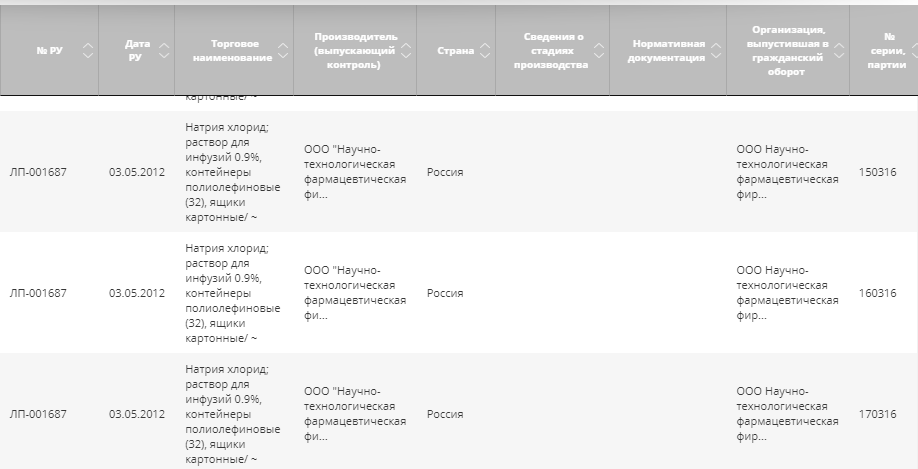 № РУ
Дата
РУ
Торговое
наименование
Производитель
(выпускающий
контроль)
Страна
Сведения о
стадиях
производства
Нормативная
документация
Организация,
выпустившая в
гражданский
оборот
№
серии,
партии
картонные/ ~
ЛП-001687
03.05.2012
Натрия хлорид;
раствор для
инфузий 0.9%,
контейнеры
полиолефиновые
(32), ящики
картонные/ ~
ООО "Научно-
технологическая
фармацевтическая
фи...
Россия
ООО Научно-
технологическая
фармацевтическая
фир...
150316
ЛП-001687
03.05.2012
Натрия хлорид;
раствор для
инфузий 0.9%,
контейнеры
полиолефиновые
(32), ящики
картонные/ ~
ООО "Научно-
технологическая
фармацевтическая
фи...
Россия
ООО Научно-
технологическая
фармацевтическая
фир...
160316
ЛП-001687
03.05.2012
Натрия хлорид;
раствор для
инфузий 0.9%,
контейнеры
полиолефиновые
(32), ящики
картонные/ ~
ООО "Научно-
технологическая
фармацевтическая
фи...
Россия
ООО Научно-
технологическая
фармацевтическая
фир...
170316